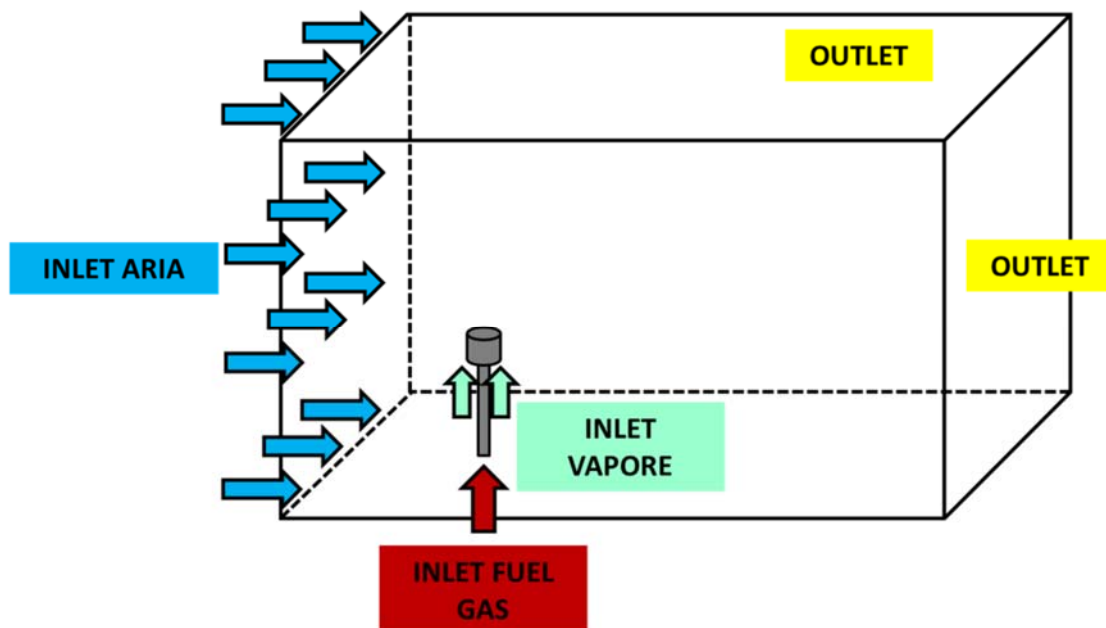 OUTLET
INLET ARIA
OUTLET
INLET
VAPORE
INLET FUEL
GAS